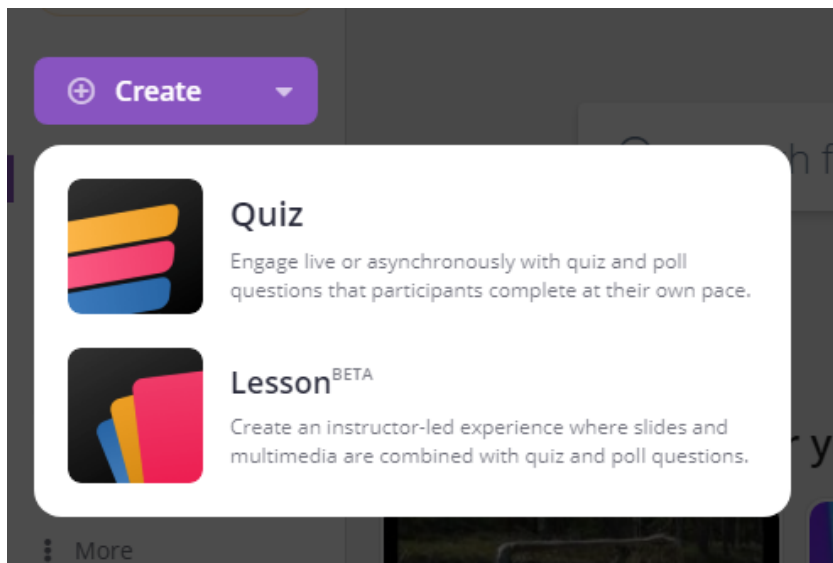 Create
Quiz
Engage live or asynchronously with quiz and poll
questions that participants complete at their own pace.
Lesson BETA
Create an instructor-led experience where slides and
multimedia are combined with quiz and poll questions.
More